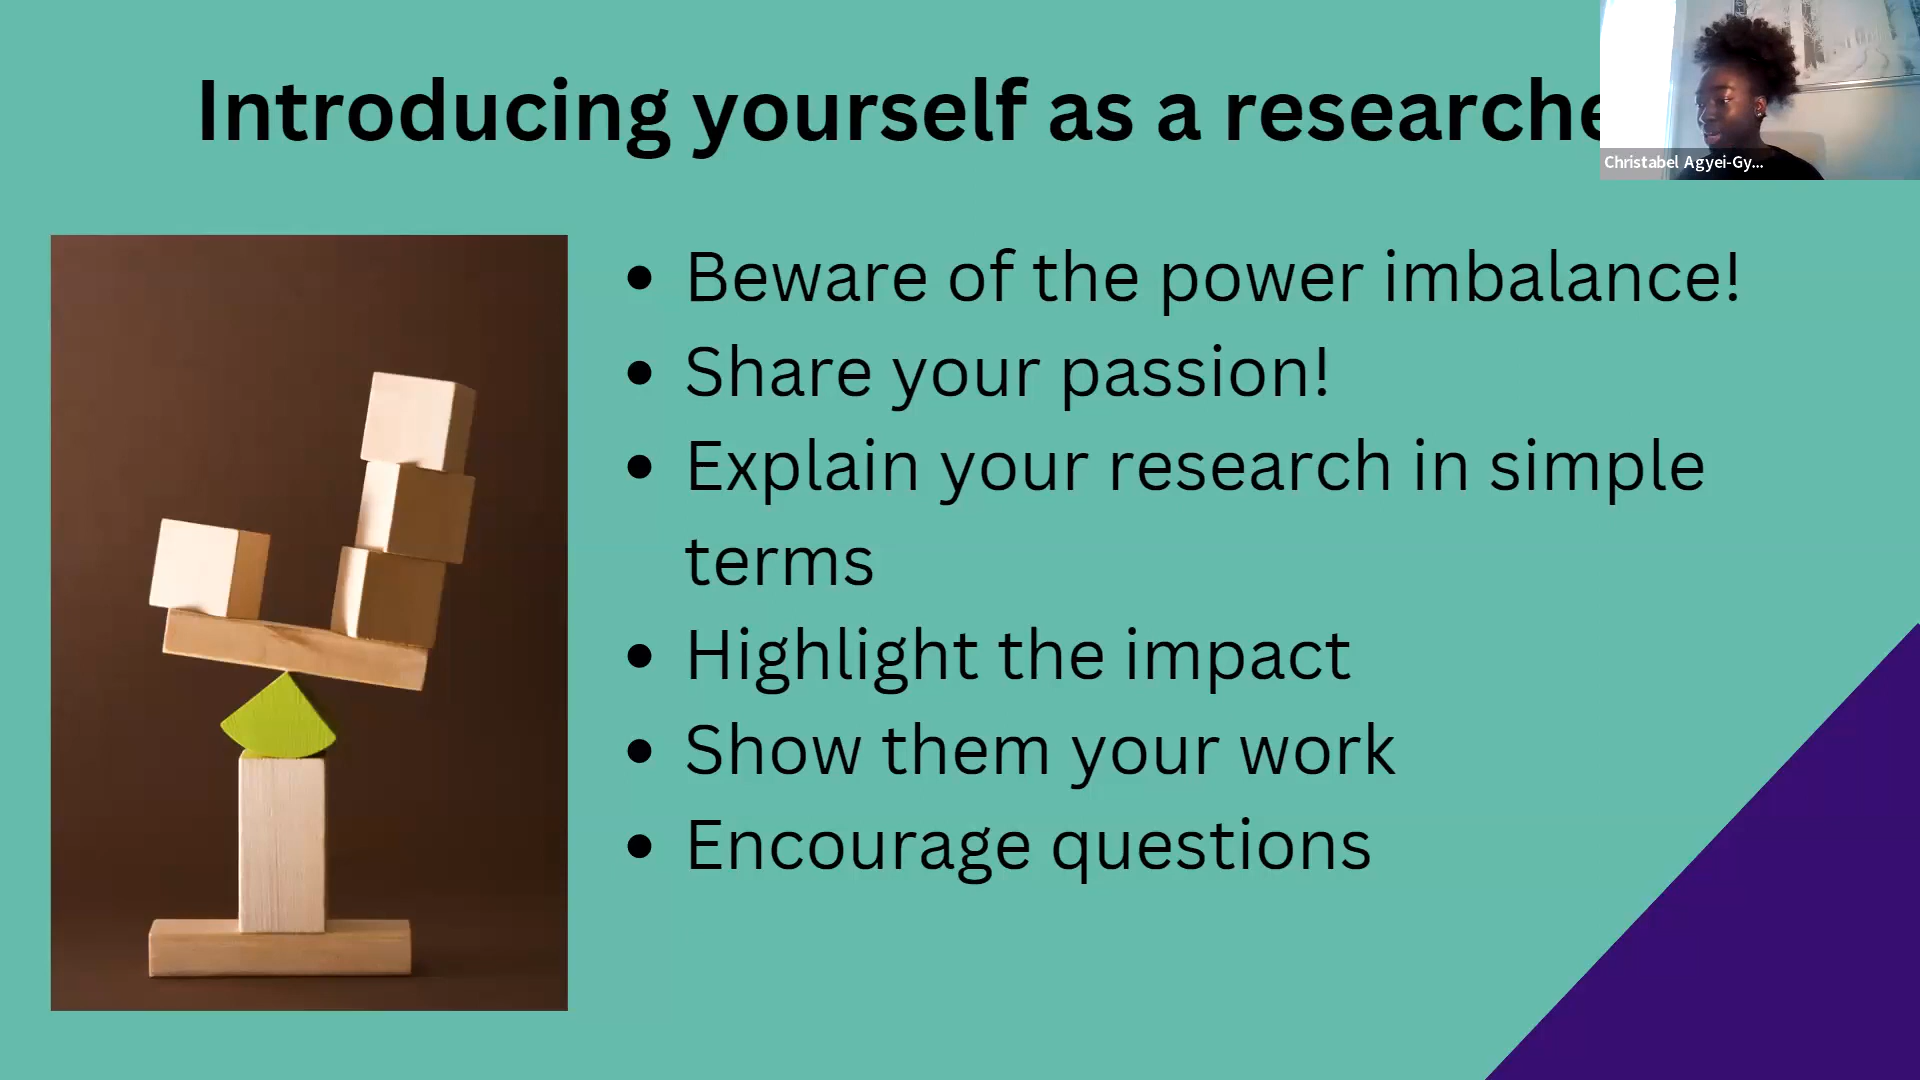 Introducing yourself as a researche
Christabel Agyei-Gy...
• Beware of the power imbalance!
• Share your passion!
• Explain your research in simple
terms
• Highlight the impact
• Show them your work
• Encourage questions